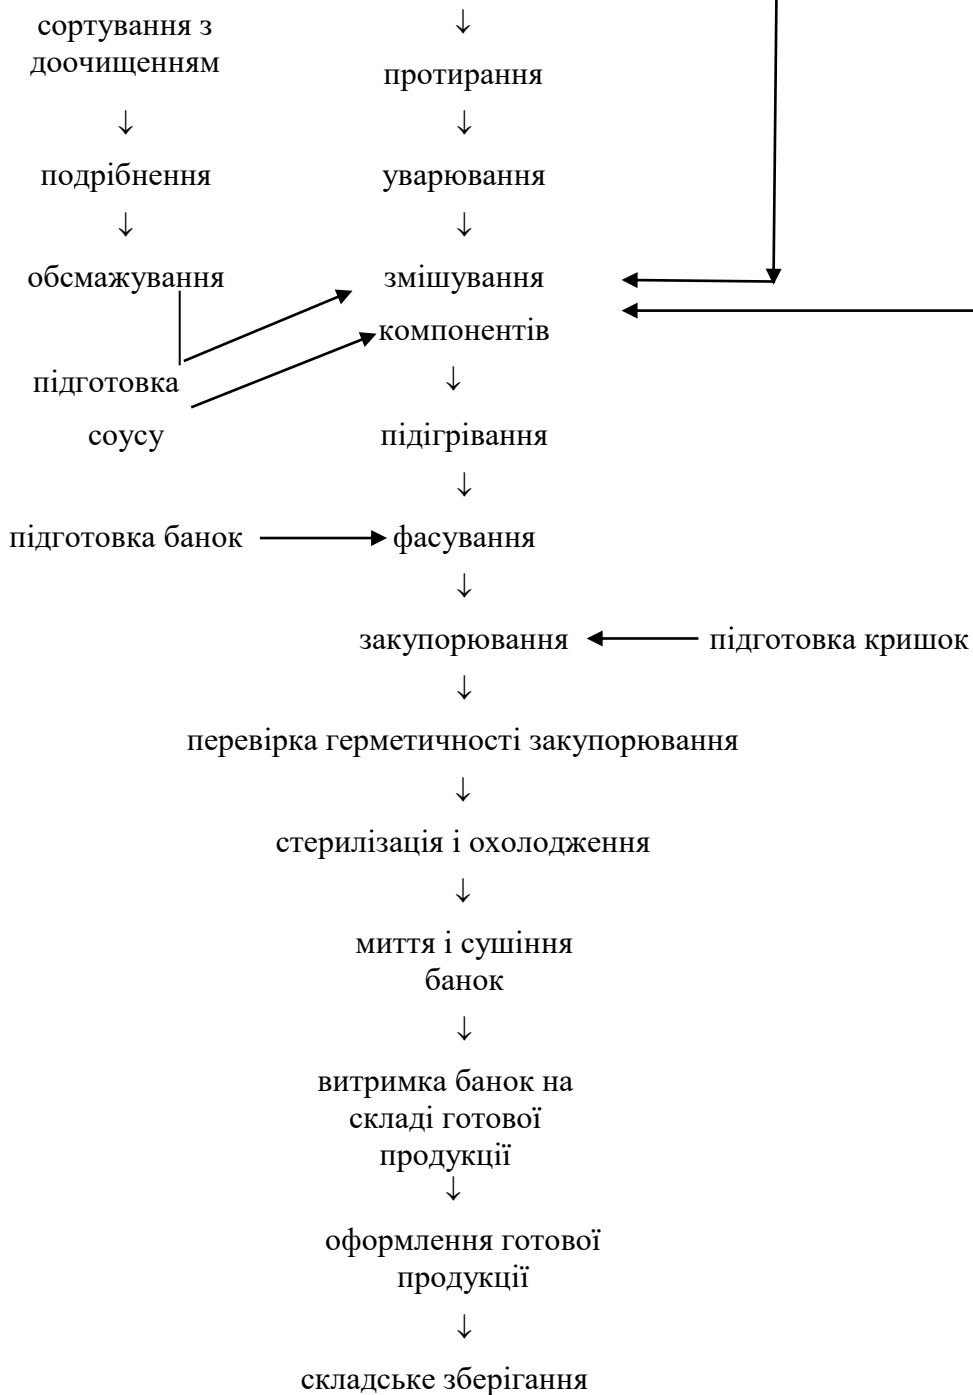 сортування з
доочищенням
↓
подрібнення
↓
обсмажування
підготовка
соусу
↓
протирання
↓
уварювання
↓
змішування
компонентів
↓
підігрівання
↓
підготовка банок
фасування
↓
закупорювання
підготовка кришок
↓
перевірка герметичності закупорювання
↓
стерилізація і охолодження
↓
миття і сушіння
банок
↓
витримка банок на
складі готової
продукції
↓
оформлення готової
продукції
↓
складське зберігання